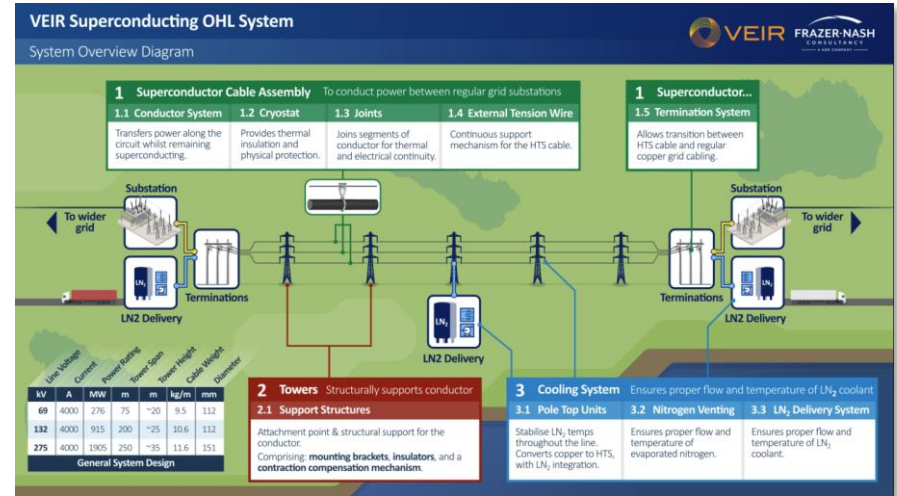 VEIR Superconducting OHL System
System Overview Diagram
VEIR
FRAZER-NASH
CONSULTANCY
A KBR COMPANY
1 Superconductor Cable Assembly To conduct power between regular grid substations
1.1 Conductor System
Transfers power along the
circuit whilst remaining
superconducting.
1.2 Cryostat
Provides thermal
insulation and
physical protection.
1.3 Joints
Joins segments of
conductor for thermal
and electrical continuity.
1.4 External Tension Wire
Continuous support
mechanism for the HTS cable.
1 Superconductor...
1.5 Termination System
Allows transition between
HTS cable and regular
copper grid cabling.
Substation
To wider
grid
LN2
LN2 Delivery
Terminations
LN2
LN2 Delivery
Substation
To wider
grid
Terminations
LN2
LN2 Delivery
Line Voltage Current Power Rating Tower Span Tower Height Cable Weight Diameter
kV A MW m m kg/m mm
69 4000 276 75 ~20 9.5 112
132 4000 915 200 ~25 10.6 112
275 4000 1905 250 ~35 11.6 151
General System Design
2 Towers Structurally supports conductor
2.1 Support Structures
Attachment point & structural support for the
conductor.
Comprising: mounting brackets, insulators, and a
contraction compensation mechanism.
3 Cooling System Ensures proper flow and temperature of LN2 coolant
3.1 Pole Top Units
Stabilise LN2 temps
throughout the line.
Converts copper to HTS,
with LN2 integration.
3.2 Nitrogen Venting
Ensures proper flow and
temperature of
evaporated nitrogen.
3.3 LN2 Delivery System
Ensures proper flow and
temperature of LN2
coolant.